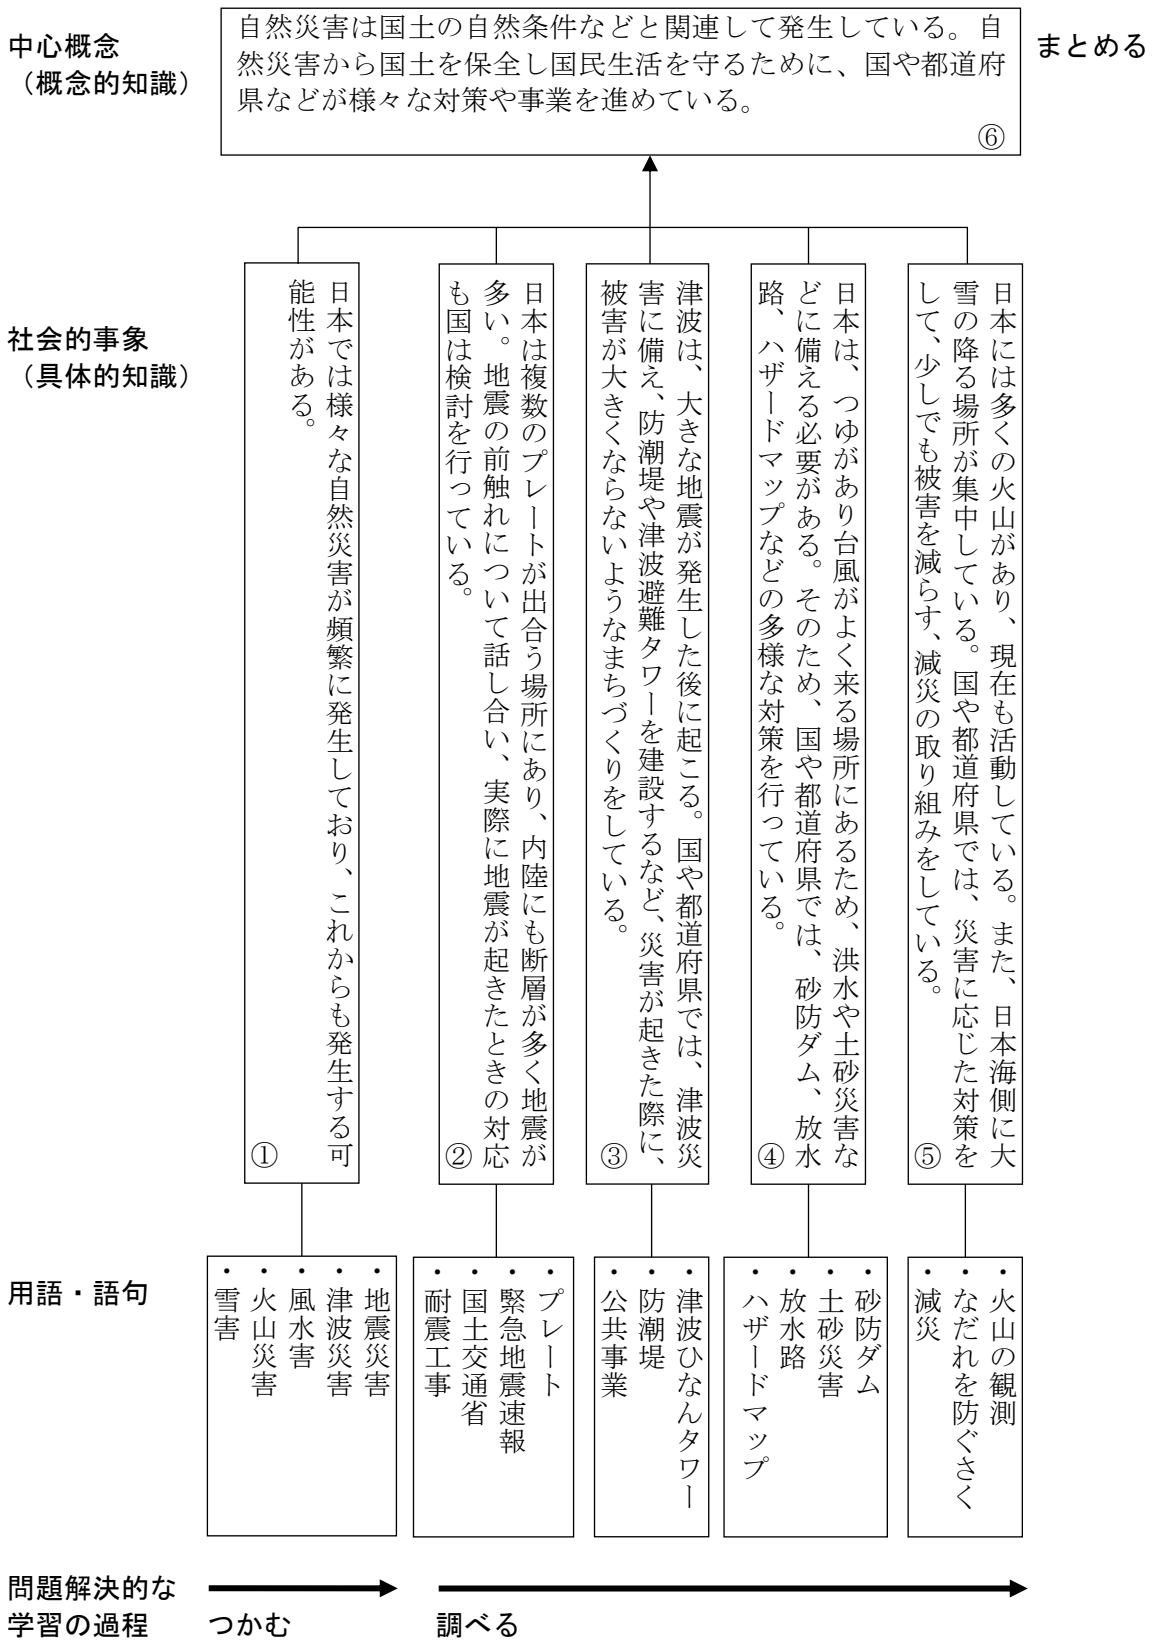 中心概念
（概念的知識）
自然災害は国土の自然条件などと関連して発生している。自
然災害から国土を保全し国民生活を守るために、国や都道府
県などが様々な対策や事業を進めている。
⑥
まとめる
社会的事象
（具体的知識）
日本では様々な自然災害が頻繁に発生しており、これからも発生する可
能性がある。
①
日本は複数のプレートが出合う場所にあり、内陸にも断層が多く地震が
多い。地震の前触れについて話し合い、実際に地震が起きたときの対応
も国は検討を行っている。
②
津波は、大きな地震が発生した後に起こる。国や都道府県では、津波災
害に備え、防潮堤や津波避難タワーを建設するなど、災害が起きた際に、
被害が大きくならないようなまちづくりをしている。
③
日本は、つゆがあり台風がよく来る場所にあるため、洪水や土砂災害な
どに備える必要がある。そのため、国や都道府県では、砂防ダム、放水
路、ハザードマップなどの多様な対策を行っている。
④
日本には多くの火山があり、現在も活動している。また、日本海側に大
雪の降る場所が集中している。国や都道府県では、災害に応じた対策を
して、少しでも被害を減らす、減災の取り組みをしている。
⑤
用語・語句
・地震災害
・津波災害
・風水害
・火山災害
・雪害
・プレート
・緊急地震速報
・国土交通省
・耐震工事
・津波ひなんタワー
・防潮堤
・公共事業
・砂防ダム
・土砂災害
・放水路
・ハザードマップ
・火山の観測
・なだれを防ぐさく
・減災
問題解決的な
学習の過程
つかむ
調べる